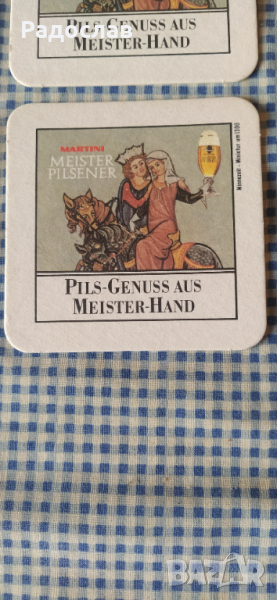 Радослав
PILS-GENUSS AUS
MEISTER-HAND
MARTINI
MEISTER
PILSENER
PILS-GENUSS AUS
MEISTER-HAND
BAZAR